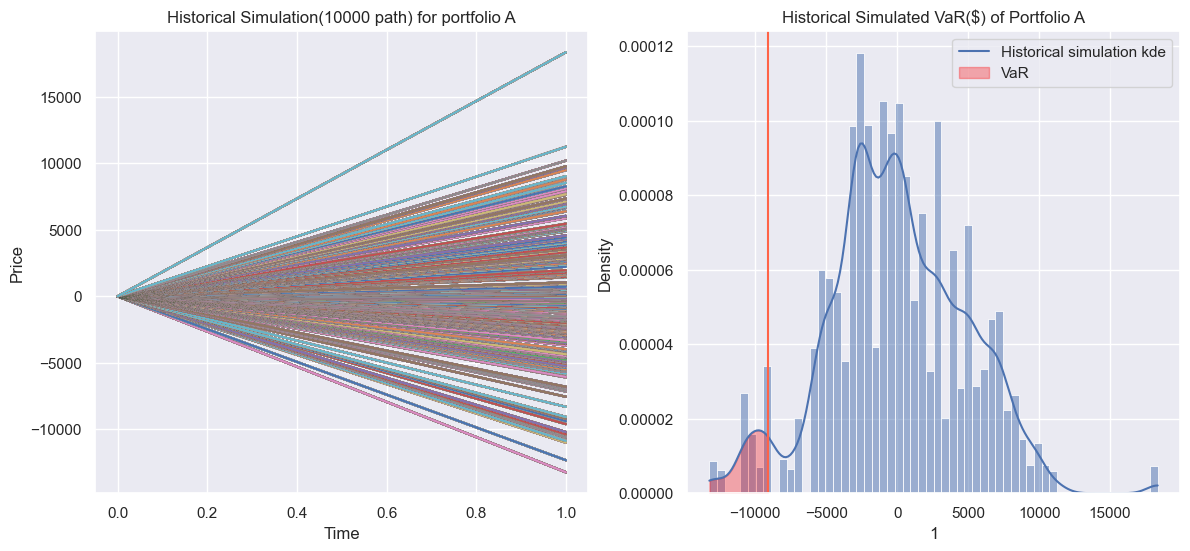 Historical Simulation(10000 path) for portfolio A
Price
15000
10000
5000
0
−5000
−10000
0.0 0.2 0.4 0.6 0.8 1.0
Time
Historical Simulated VaR($) of Portfolio A
Historical simulation kde
VaR
Density
0.00012
0.00010
0.00008
0.00006
0.00004
0.00002
0.00000
−10000 −5000 0 5000 10000 15000
1